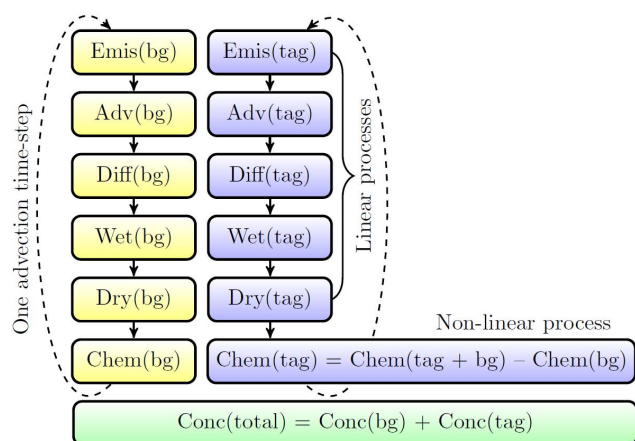 Emis(bg)
Emis(tag)
Adv(bg)
Adv(tag)
Diff(bg)
Diff(tag)
Wet(bg)
Wet(tag)
Dry(bg)
Dry(tag)
One advection time-step
Linear processes
Non-linear process
Chem(bg)
Chem(tag) = Chem(tag + bg) – Chem(bg)
Conc(total) = Conc(bg) + Conc(tag)